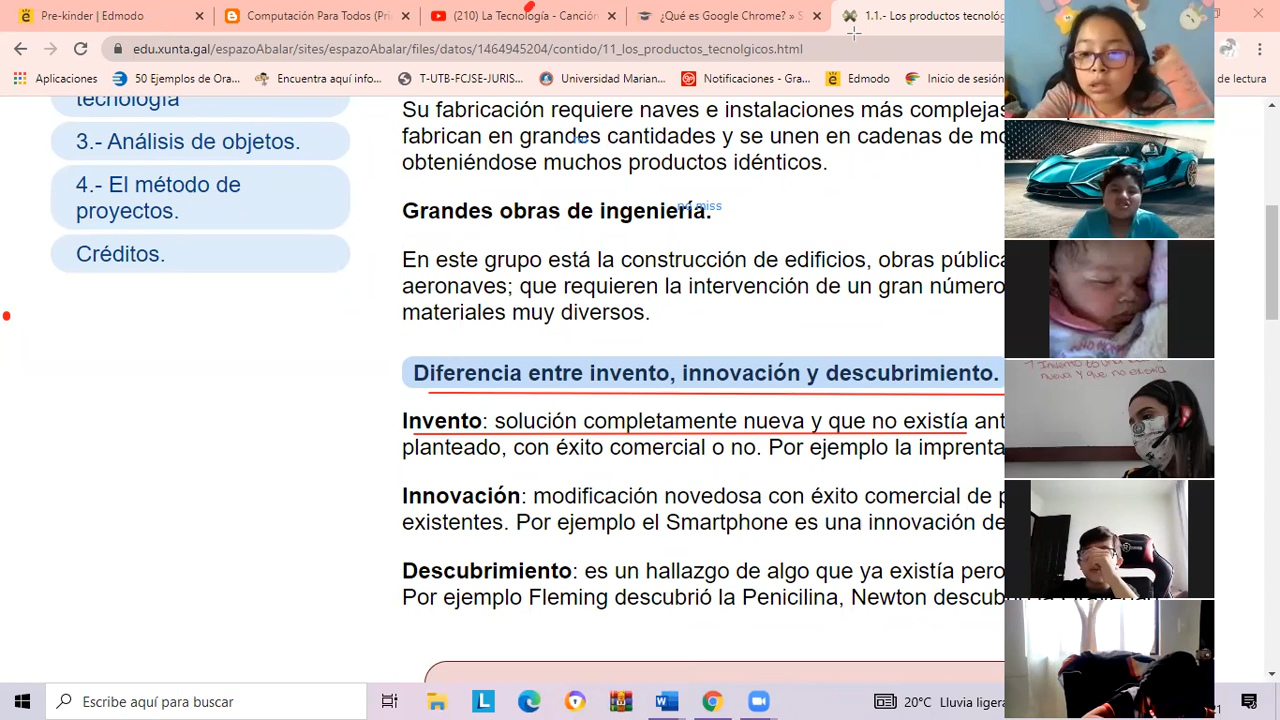 Pre-kinder | Edmodo
Computación Para Todos (Pri
(210) La Tecnología - Canción
¿Qué es Google Chrome? » S
1.1.- Los productos tecnológ
edu.xunta.gal/espazoAbalar/sites/espazoAbalar/files/datos/1464945204/contido/11_los_productos_tecnolgicos.html
Aplicaciones
50 Ejemplos de Ora...
Encuentra aquí info...
T-UTB-FCJSE-JURIS...
Universidad Marian...
Notificaciones - Gra...
Edmodo
Inicio de sesión
de lectura
tecnología
3.- Análisis de objetos.
4.- El método de
proyectos.
Créditos.
Su fabricación requiere naves e instalaciones más complejas
fabrican en grandes cantidades y se unen en cadenas de mo
obteniéndose muchos productos idénticos.
Grandes obras de ingeniería.
no miss
En este grupo está la construcción de edificios, obras pública
aeronaves; que requieren la intervención de un gran número
materiales muy diversos.
Diferencia entre invento, innovación y descubrimiento.
Invento: solución completamente nueva y que no existía ant
planteado, con éxito comercial o no. Por ejemplo la imprenta
Innovación: modificación novedosa con éxito comercial de p
existentes. Por ejemplo el Smartphone es una innovación de
Descubrimiento: es un hallazgo de algo que ya existía pero
Por ejemplo Fleming descubrió la Penicilina, Newton descub
nueva y que no existía
Escribe aquí para buscar
20°C Lluvia ligera